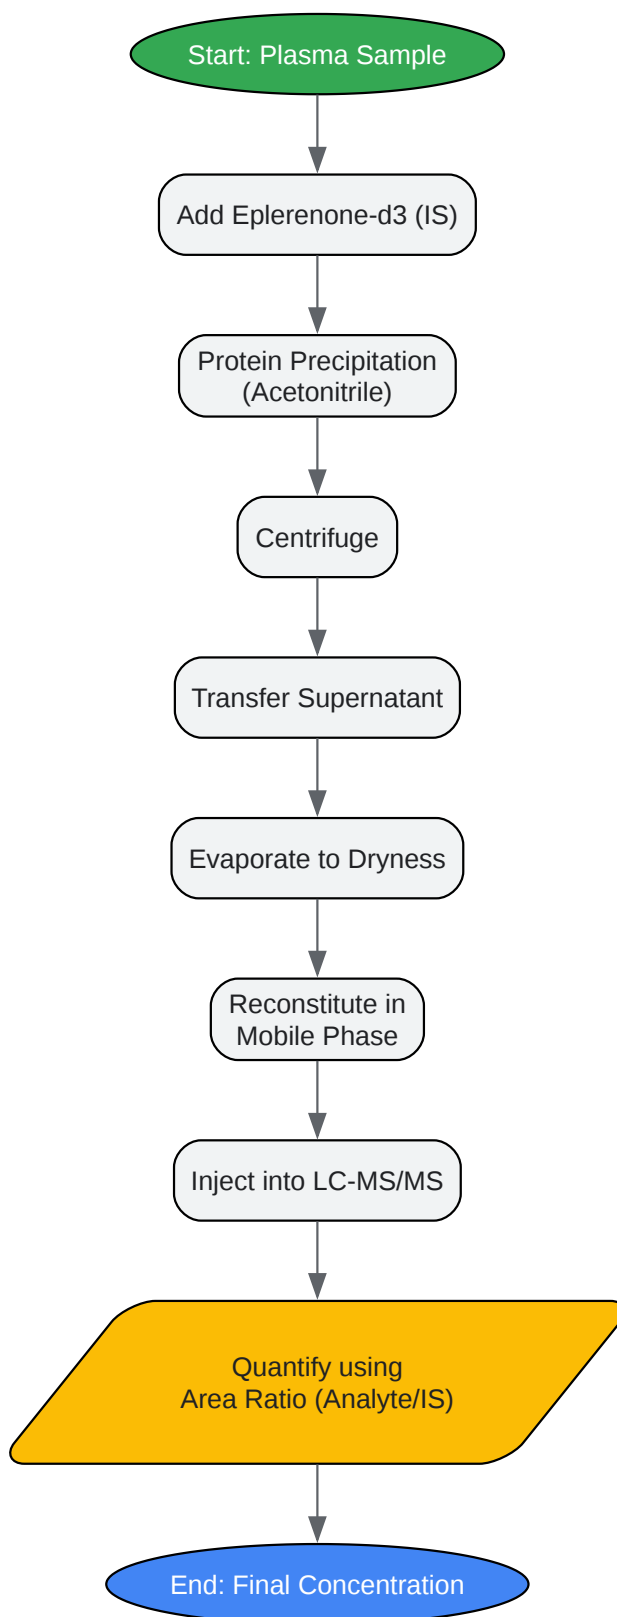 Start: Plasma Sample
Add Eplerenone-d3 (IS)
Protein Precipitation
(Acetonitrile)
Centrifuge
Transfer Supernatant
Evaporate to Dryness
Reconstitute in
Mobile Phase
Inject into LC-MS/MS
Quantify using
Area Ratio (Analyte/IS)
End: Final Concentration